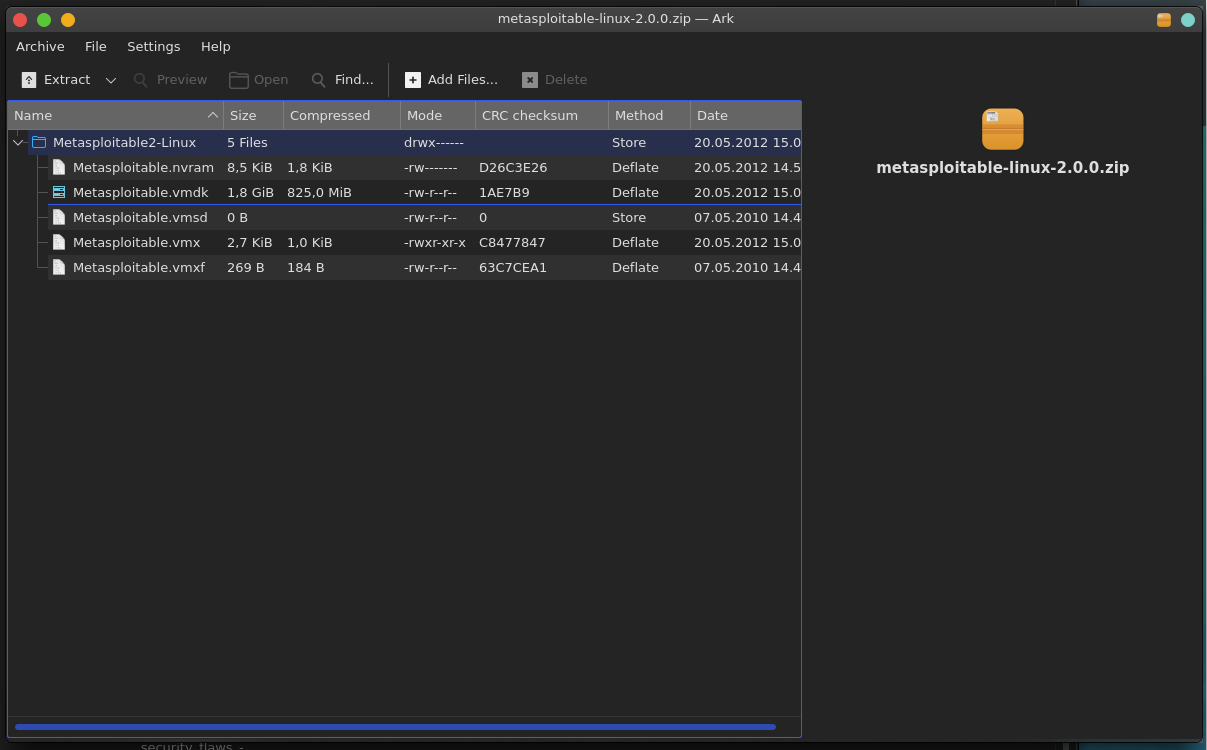 metasploitable-linux-2.0.0.zip — Ark
Archive File Settings Help
Extract Preview Open Find... Add Files... Delete
Name Size Compressed Mode CRC checksum Method Date
Metasploitable2-Linux 5 Files drwx------ Store 20.05.2012 15.0
Metasploitable.nvram 8,5 KiB 1,8 KiB -rw------- D26C3E26 Deflate 20.05.2012 14.5
Metasploitable.vmdk 1,8 GiB 825,0 MiB -rw-r--r-- 1AE7B9 Deflate 20.05.2012 15.0
Metasploitable.vmsd 0 B -rw-r--r-- 0 Store 07.05.2010 14.4
Metasploitable.vmx 2,7 KiB 1,0 KiB -rwxr-xr-x C8477847 Deflate 20.05.2012 15.0
Metasploitable.vmxf 269 B 184 B -rw-r--r-- 63C7CEA1 Deflate 07.05.2010 14.4
metasploitable-linux-2.0.0.zip
security flaws -